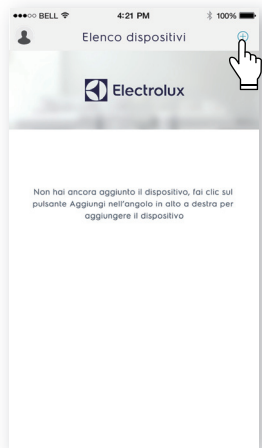 BELL 4:21 PM 100%
Elenco dispositivi
Electrolux
Non hai ancora aggiunto il dispositivo, fai clic sul
pulsante Aggiungi nell'angolo in alto a destra per
aggiungere il dispositivo